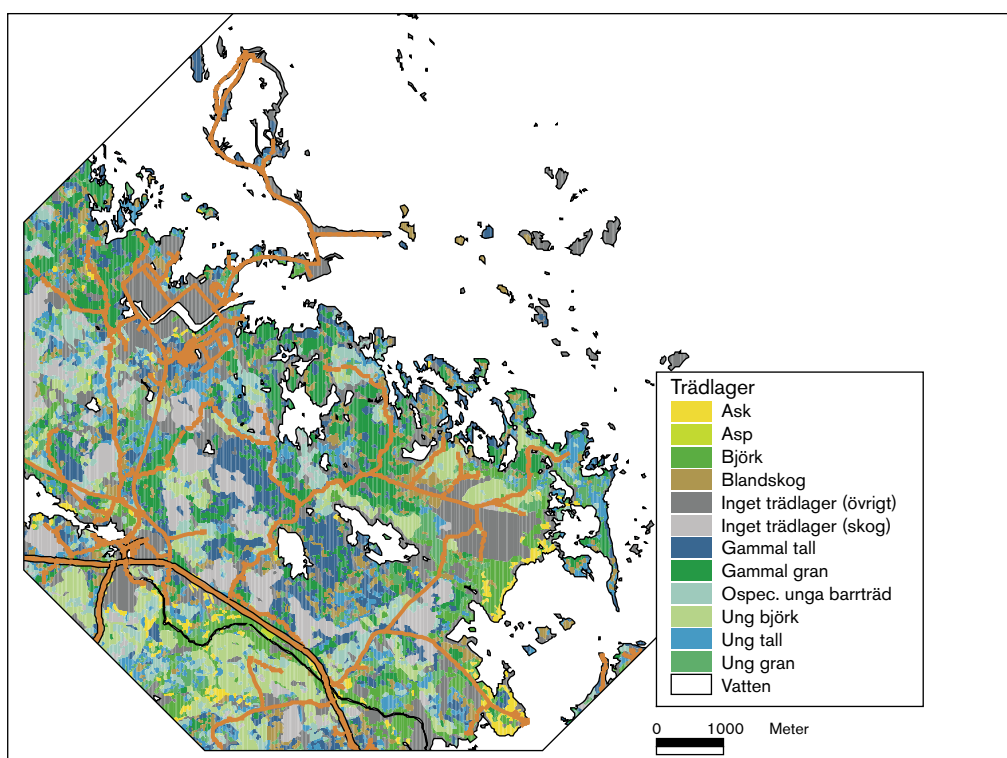 Trädlager
Ask
Asp
Björk
Blandskog
Inget trädlager (övrigt)
Inget trädlager (skog)
Gammal tall
Gammal gran
Ospec. unga barrträd
Ung björk
Ung tall
Ung gran
Vatten
0 1000 Meter